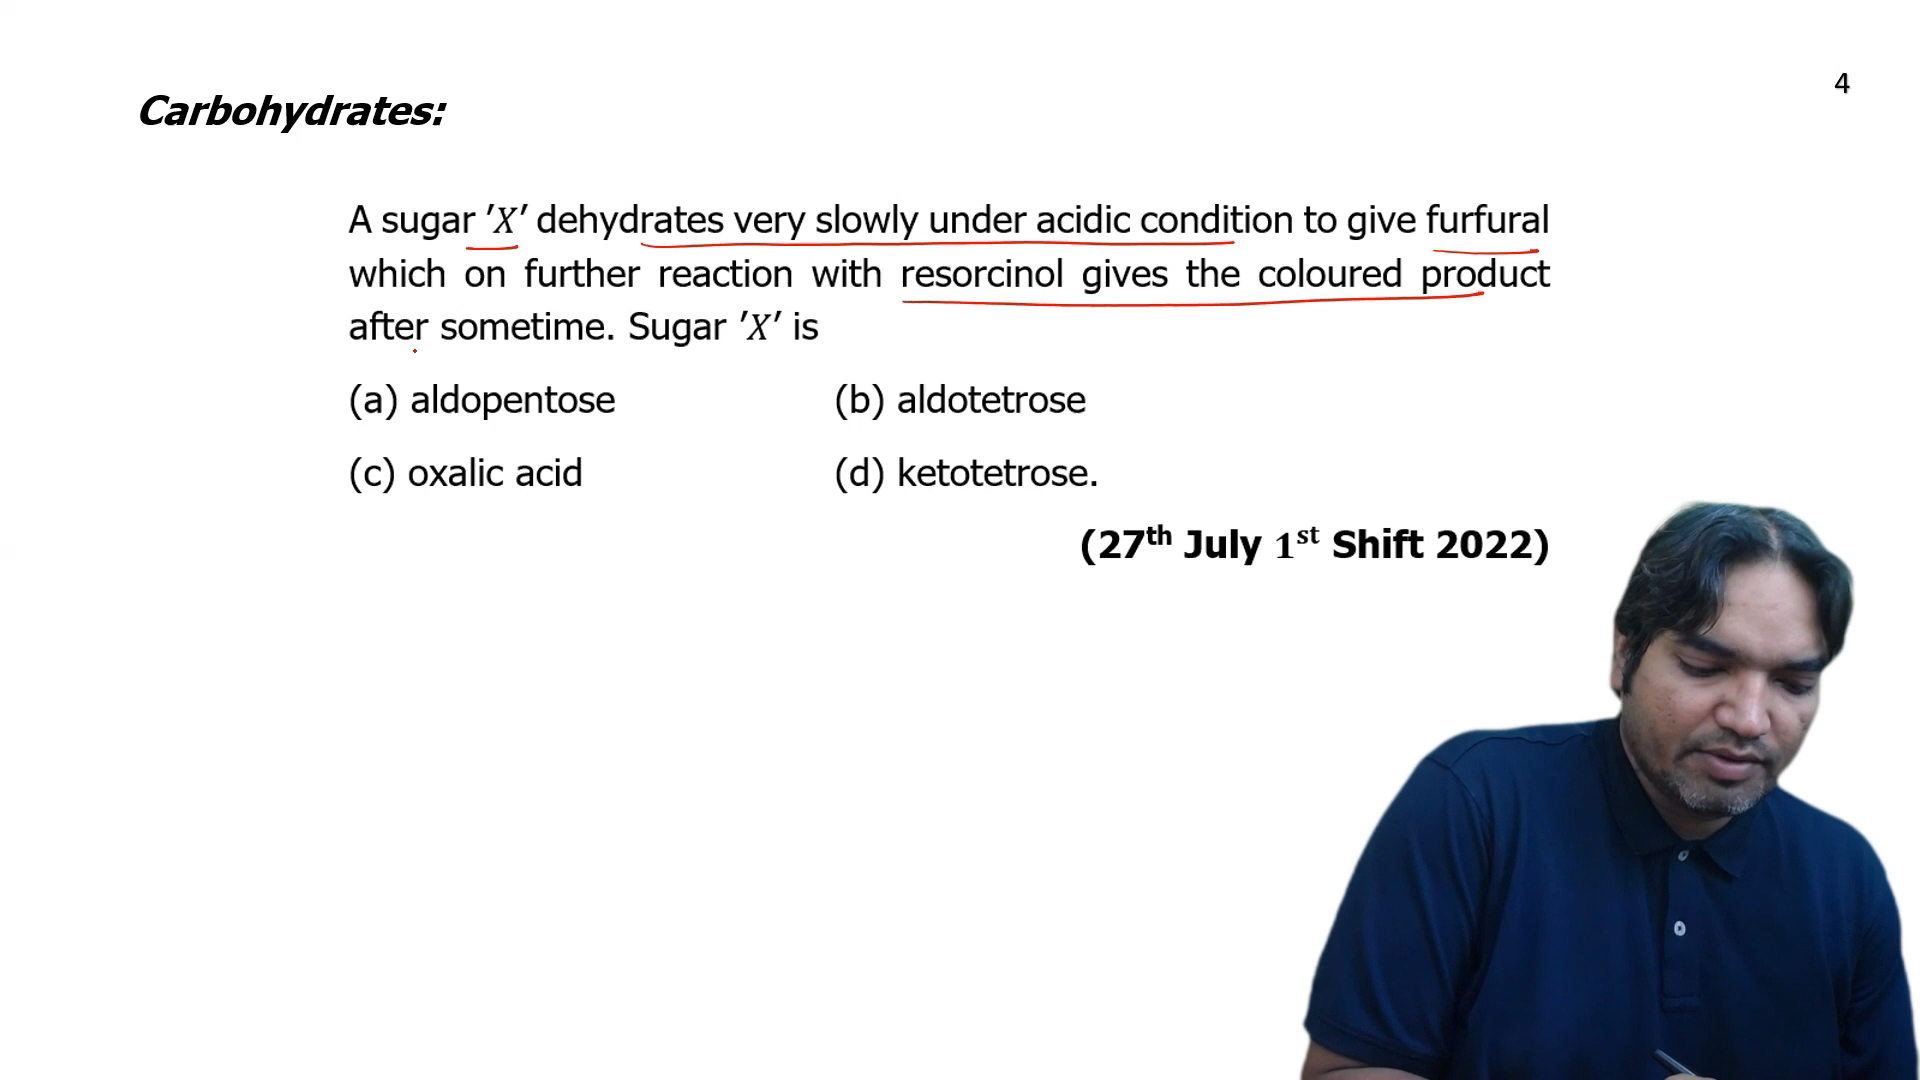 4
Carbohydrates:
A sugar ′X′ dehydrates very slowly under acidic condition to give furfural
which on further reaction with resorcinol gives the coloured product
after sometime. Sugar ′X′ is
(a) aldopentose (b) aldotetrose
(c) oxalic acid (d) ketotetrose.
(27th July 1st Shift 2022)